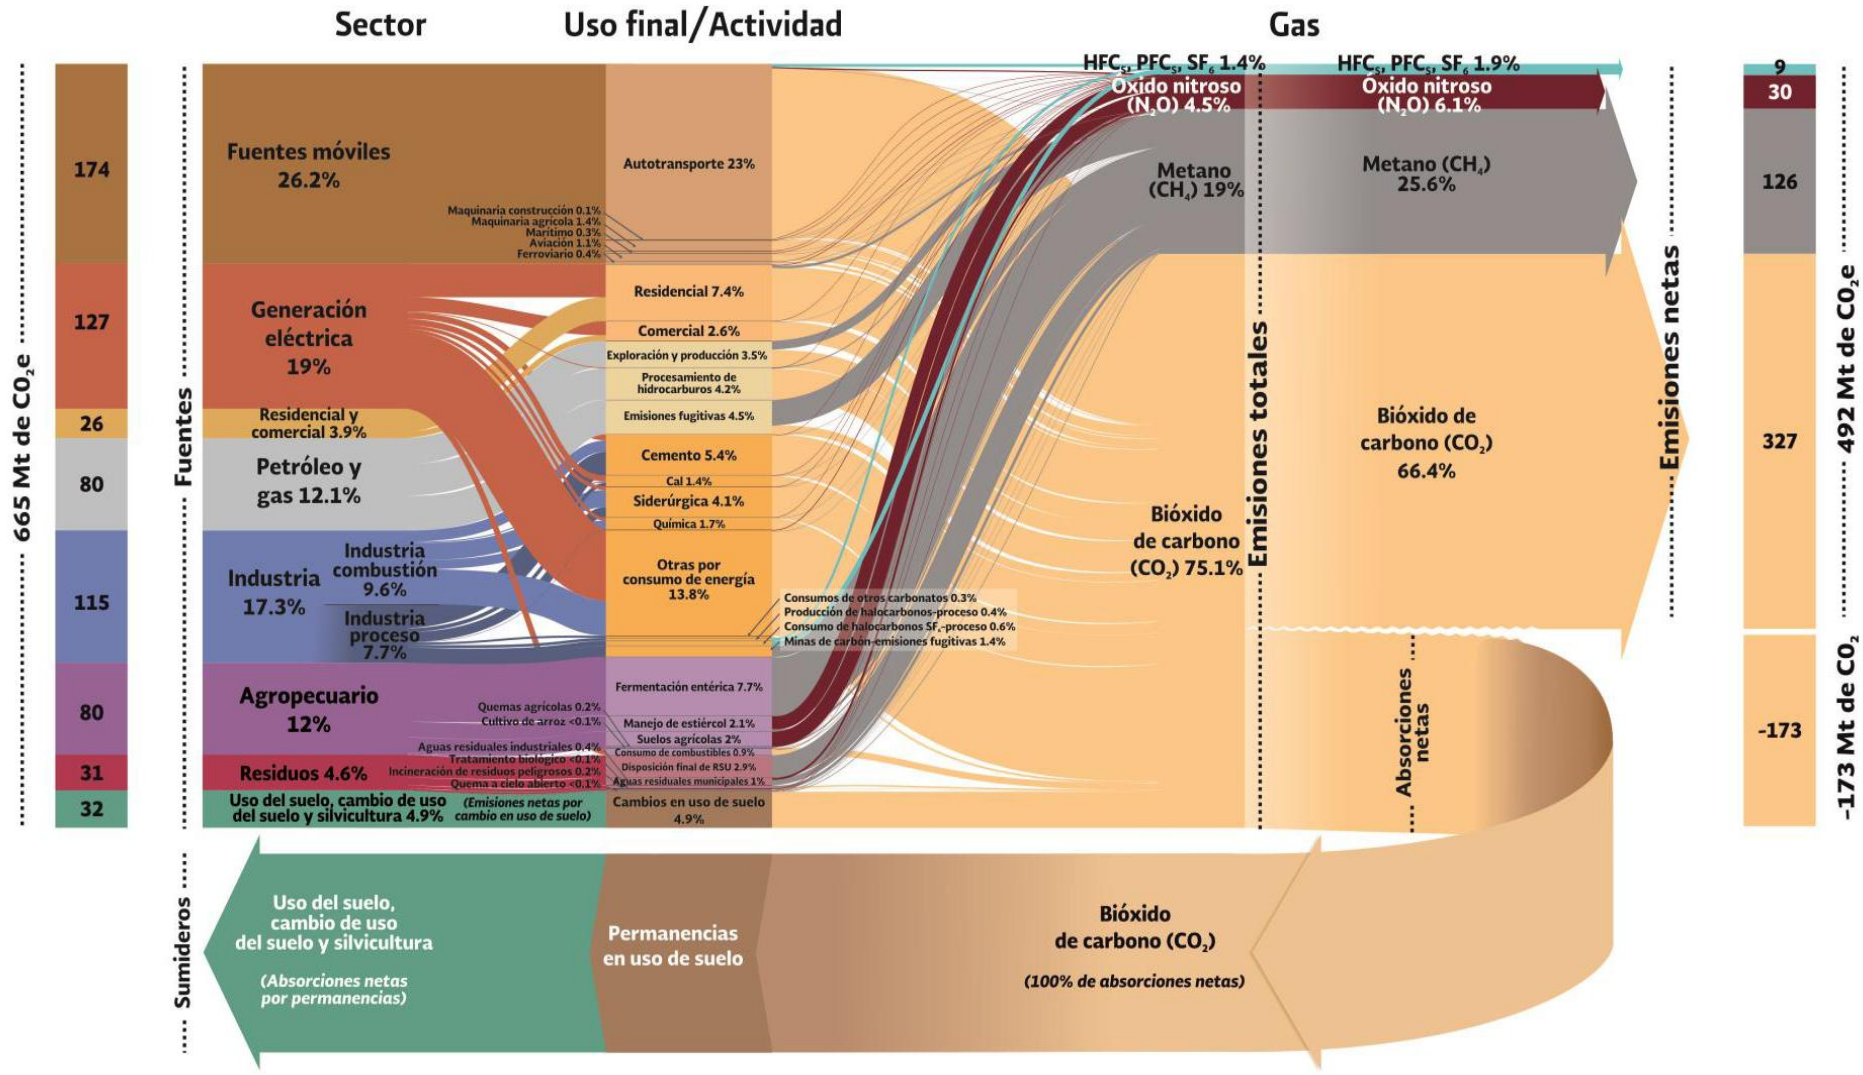 Sector
Uso final/Actividad
Gas
665 Mt de CO₂e
174
127
26
80
115
80
31
32
Fuentes
Sumideros
Fuentes móviles
26.2%
Generación
eléctrica
19%
Residencial y
comercial 3.9%
Petróleo y
gas 12.1%
Industria
17.3%
Industria
combustión
9.6%
Industria
proceso
7.7%
Agropecuario
12%
Residuos 4.6%
Uso del suelo, cambio de uso
del suelo y silvicultura 4.9%
(Emisiones netas por
cambio en uso de suelo)
Maquinaria construcción 0.1%
Maquinaria agrícola 1.4%
Marítimo 0.3%
Aviación 1.1%
Ferroviario 0.4%
Quemas agrícolas 0.2%
Cultivo de arroz <0.1%
Aguas residuales industriales 0.4%
Tratamiento biológico <0.1%
Incineración de residuos peligrosos 0.2%
Quema a cielo abierto <0.1%
Autotransporte 23%
Residencial 7.4%
Comercial 2.6%
Exploración y producción 3.5%
Procesamiento de
hidrocarburos 4.2%
Emisiones fugitivas 4.5%
Cemento 5.4%
Cal 1.4%
Siderúrgica 4.1%
Química 1.7%
Otras por
consumo de energía
13.8%
Consumos de otros carbonatos 0.3%
Producción de halocarbonos-proceso 0.4%
Consumo de halocarbonos SF₆-proceso 0.6%
Minas de carbón-emisiones fugitivas 1.4%
Fermentación entérica 7.7%
Manejo de estiércol 2.1%
Suelos agrícolas 2%
Consumo de combustibles 0.9%
Disposición final de RSU 2.9%
Aguas residuales municipales 1%
Cambios en uso de suelo
4.9%
HFCₛ, PFCₛ, SF₆ 1.4%
Óxido nitroso
(N₂O) 4.5%
Metano
(CH₄) 19%
Bióxido
de carbono
(CO₂) 75.1%
Emisiones totales
HFCₛ, PFCₛ, SF₆ 1.9%
Óxido nitroso
(N₂O) 6.1%
Metano (CH₄)
25.6%
Bióxido de
carbono (CO₂)
66.4%
Absorciones
netas
Emisiones netas
9
30
126
327
-173
492 Mt de CO₂e
-173 Mt de CO₂
Uso del suelo,
cambio de uso
del suelo y silvicultura
(Absorciones netas
por permanencias)
Permanencias
en uso de suelo
Bióxido
de carbono (CO₂)
(100% de absorciones netas)